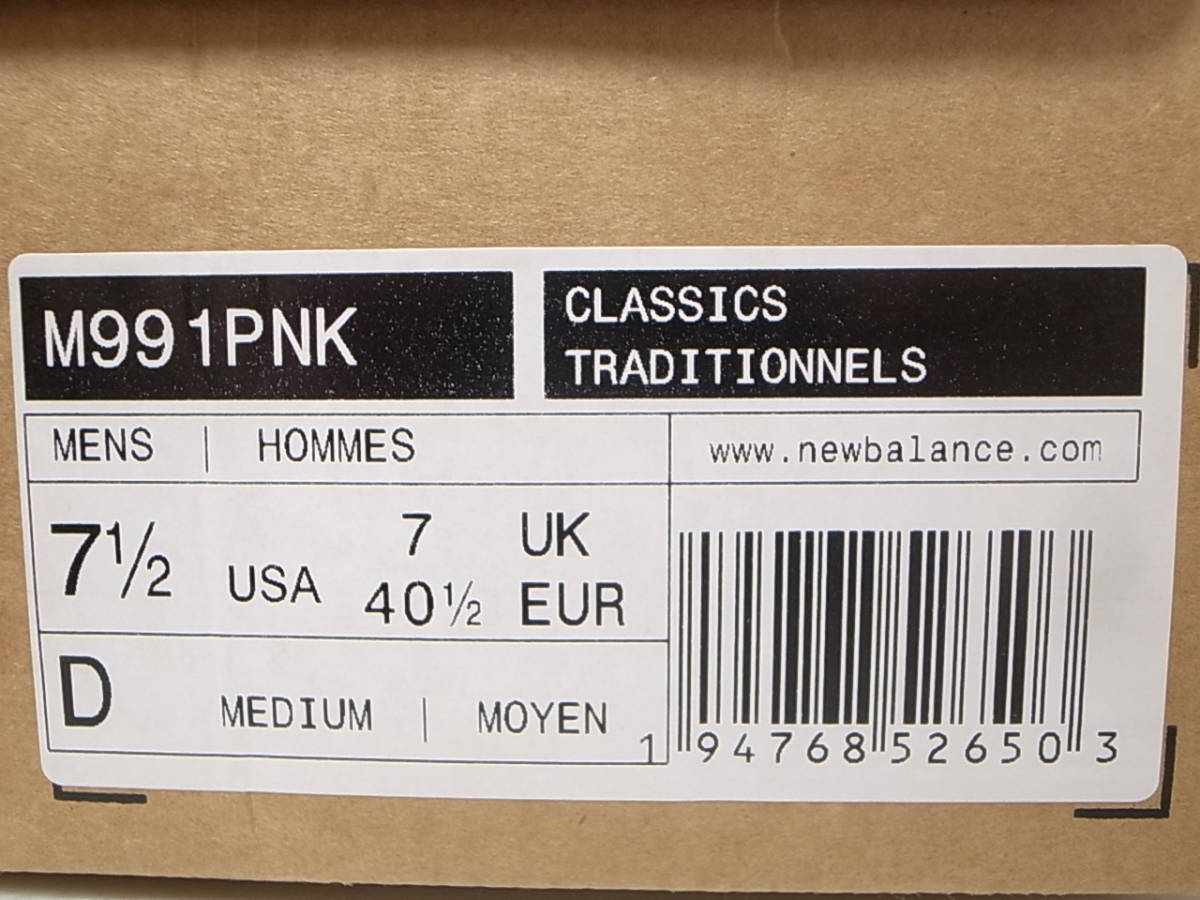 M991PNK
CLASSICS
TRADITIONNELS
MENS | HOMMES
www.newbalance.com
7½ USA
7 UK
40½ EUR
D MEDIUM | MOYEN
1 94768 52650 3